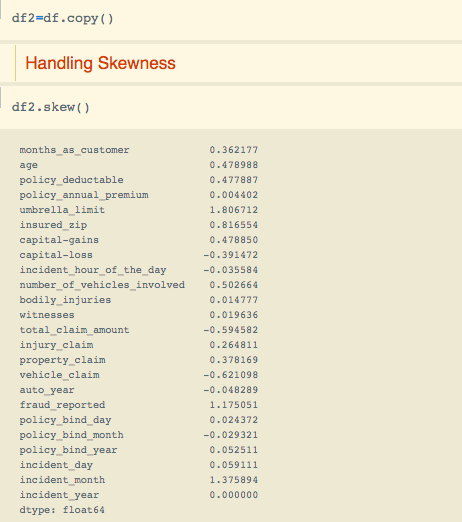 df2=df.copy()
Handling Skewness
df2.skew()
months_as_customer 0.362177
age 0.478988
policy_deductable 0.477887
policy_annual_premium 0.004402
umbrella_limit 1.806712
insured_zip 0.816554
capital-gains 0.478850
capital-loss -0.391472
incident_hour_of_the_day -0.035584
number_of_vehicles_involved 0.502664
bodily_injuries 0.014777
witnesses 0.019636
total_claim_amount -0.594582
injury_claim 0.264811
property_claim 0.378169
vehicle_claim -0.621098
auto_year -0.048289
fraud_reported 1.175051
policy_bind_day 0.024372
policy_bind_month -0.029321
policy_bind_year 0.052511
incident_day 0.059111
incident_month 1.375894
incident_year 0.000000
dtype: float64